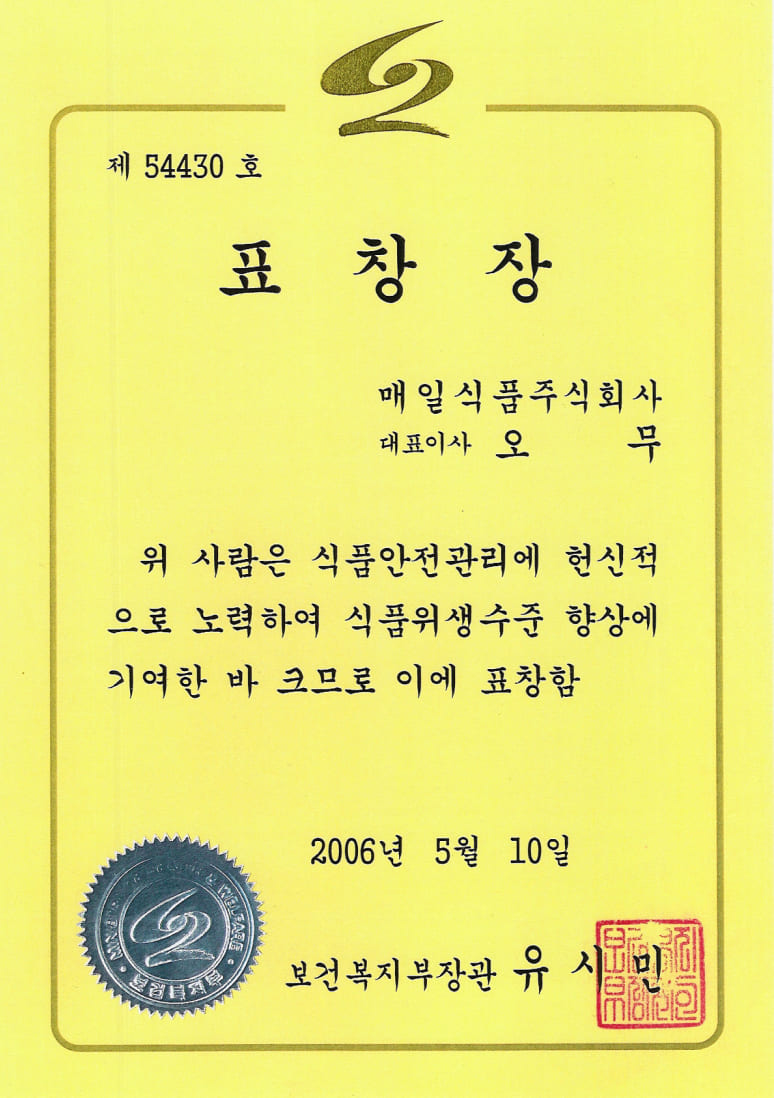 제 54430 호
표 창 장
매일식품주식회사
대표이사 오 무
위 사람은 식품안전관리에 헌신적
으로 노력하여 식품위생수준 향상에
기여한 바 크므로 이에 표창함
2006년 5월 10일
보건복지부장관 유 시 민
& WELFARE